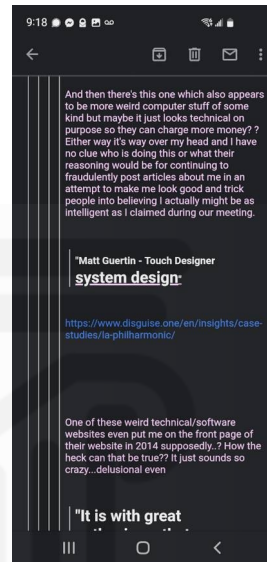 9:18
And then there's this one which also appears
to be more weird computer stuff of some
kind but maybe it just looks technical on
purpose so they can charge more money? ?
Either way it's way over my head and I have
no clue who is doing this or what their
reasoning would be for continuing to
fraudulently post articles about me in an
attempt to make me look good and trick
people into believing I actually might be as
intelligent as I claimed during our meeting.
"Matt Guertin - Touch Designer
system design"
https://www.disguise.one/en/insights/case-
studies/la-philharmonic/
One of these weird technical/software
websites even put me on the front page of
their website in 2014 supposedly..? How the
heck can that be true?? It just sounds so
crazy...delusional even
"It is with great